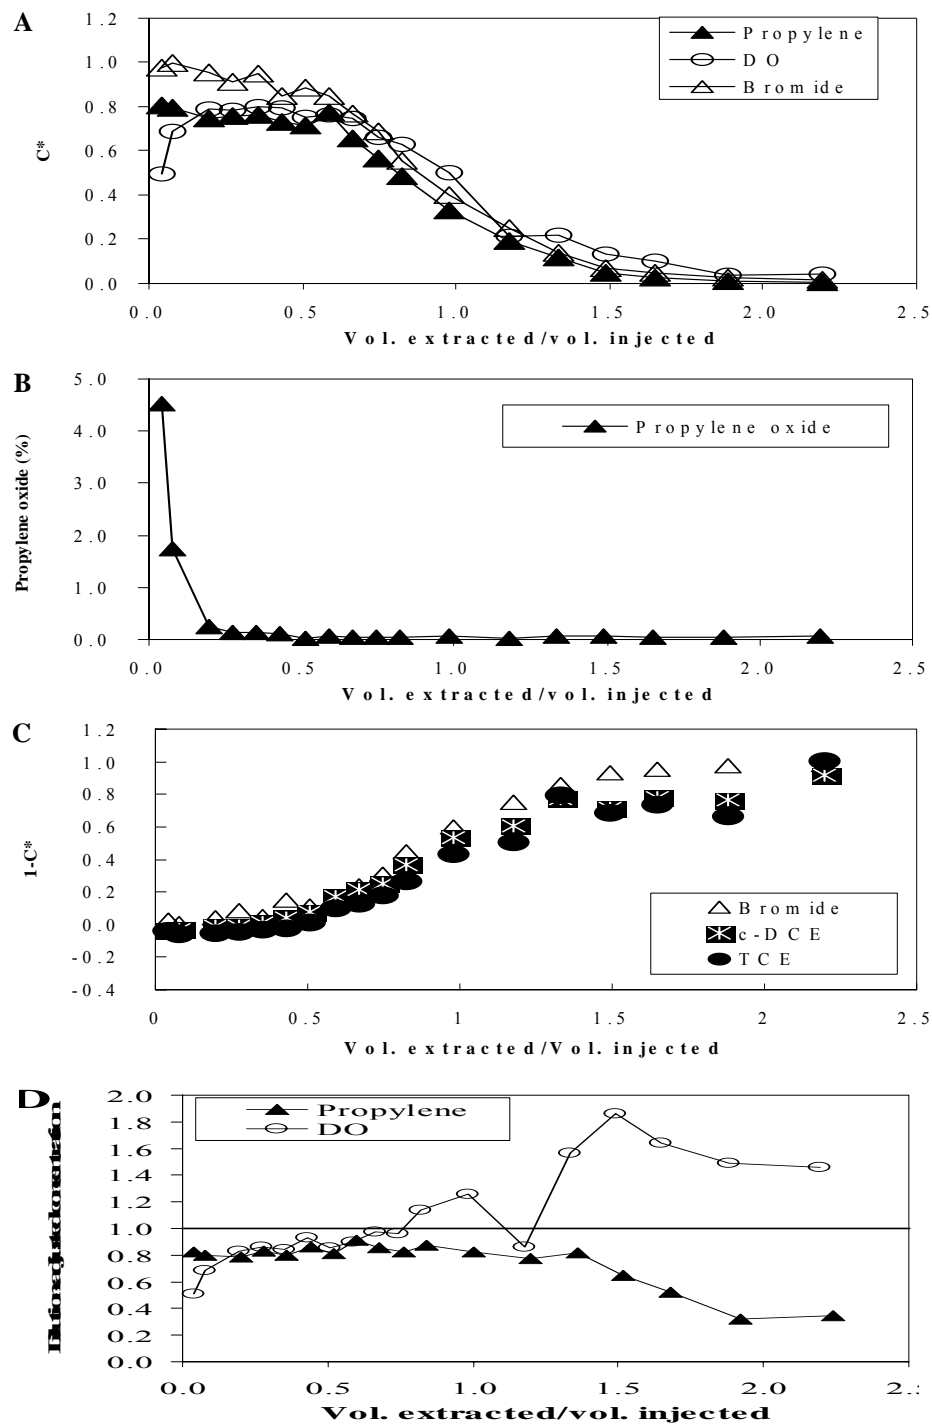 A
1.2
1.0
0.8
0.6
0.4
0.2
0.0
C*
Propylene
DO
Bromide
0.0 0.5 1.0 1.5 2.0 2.5
Vol. extracted/vol. injected
B
5.0
4.0
3.0
2.0
1.0
0.0
Propylene oxide (%)
Propylene oxide
0.0 0.5 1.0 1.5 2.0 2.5
Vol. extracted/vol. injected
C
1.2
1.0
0.8
0.6
0.4
0.2
0.0
-0.2
-0.4
1-C*
Bromide
c-DCE
TCE
0 0.5 1 1.5 2 2.5
Vol. extracted/Vol. injected
D
2.0
1.8
1.6
1.4
1.2
1.0
0.8
0.6
0.4
0.2
0.0
Propylene
DO
0.0 0.5 1.0 1.5 2.0
Vol. extracted/vol. injected